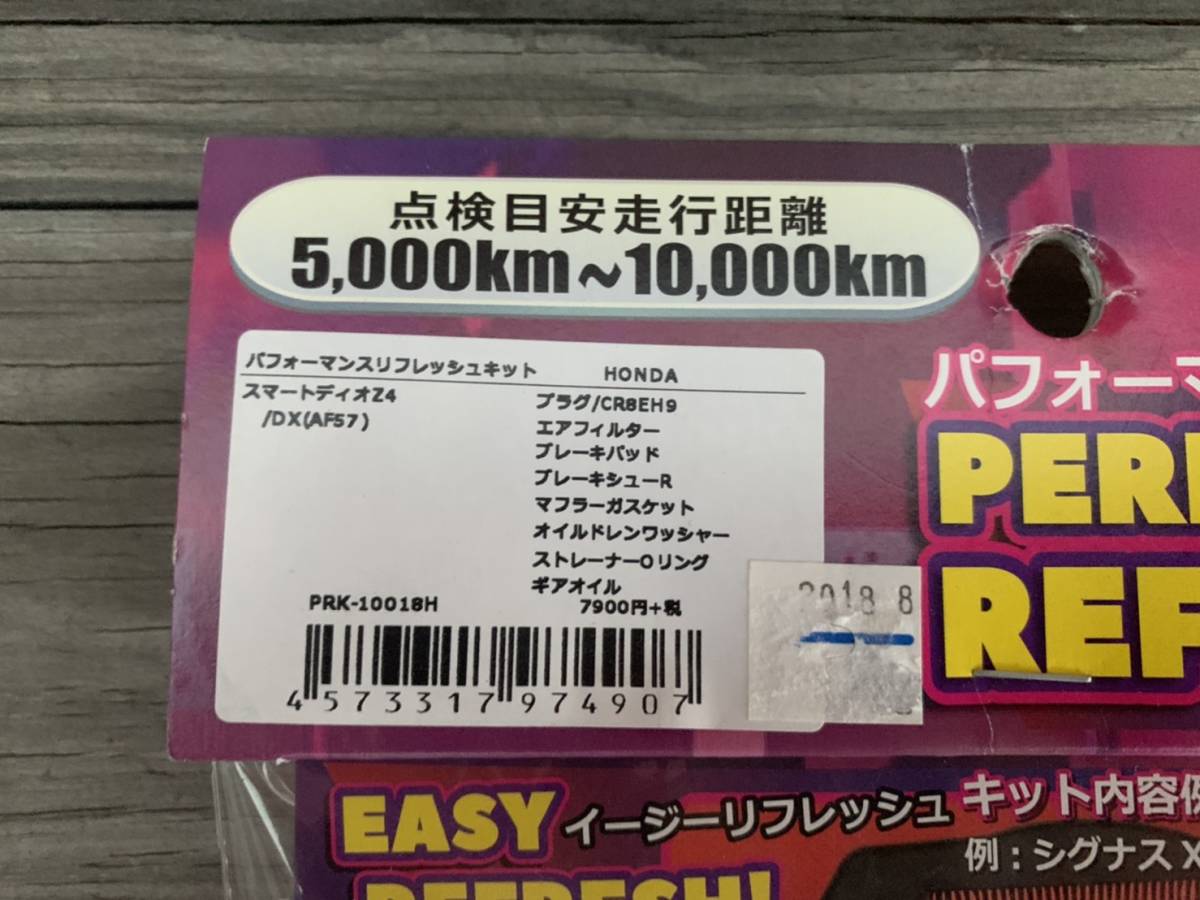 点検目安走行距離
5,000km~10,000km
パフォーマンスリフレッシュキット HONDA
スマートディオZ4
/DX(AF57)
プラグ/CR8EH9
エアフィルター
ブレーキパッド
ブレーキシューR
マフラーガスケット
オイルドレンワッシャー
ストレーナーOリング
ギアオイル
PRK-10018H 7900円+税
4573317974907
2018 8
パフォーマ
PER
REF
EASY イージーリフレッシュ キット内容例
REFRESH!
例:シグナスX